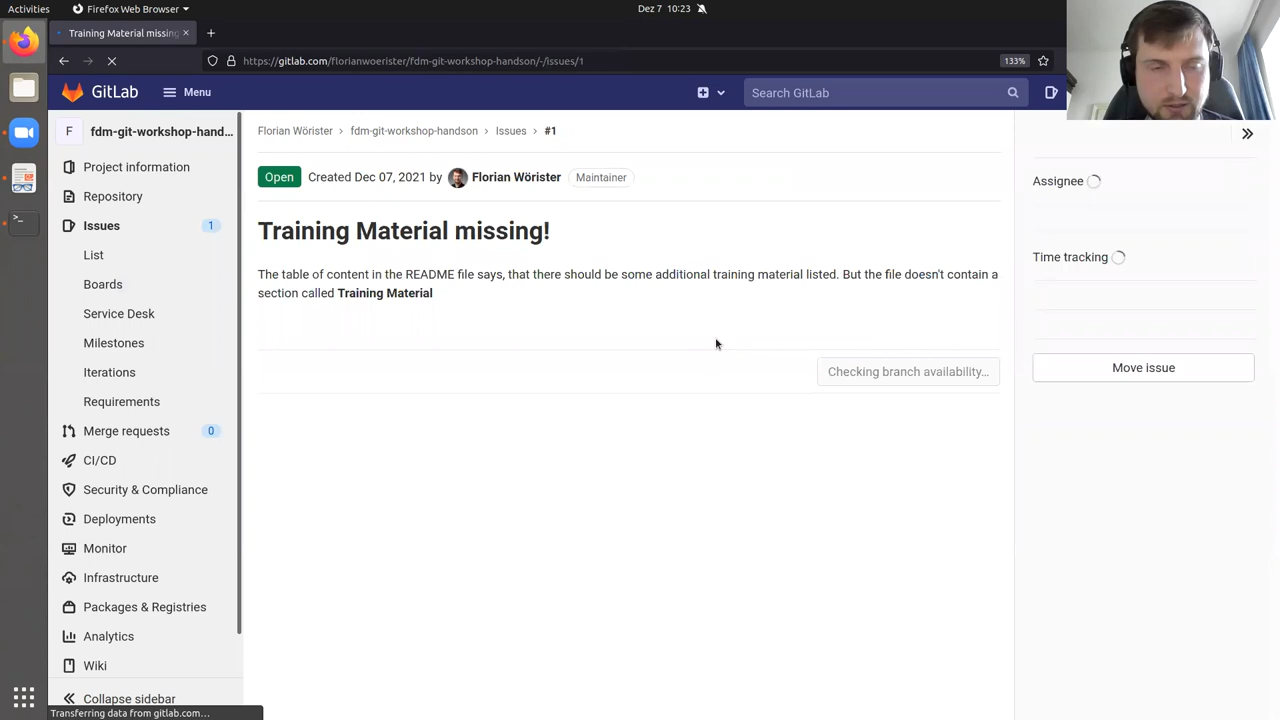 Activities
Firefox Web Browser
Dez 7 10:23
Training Material missing
https://gitlab.com/florianwoerister/fdm-git-workshop-handson/-/issues/1
133%
GitLab
Menu
Search GitLab
F
fdm-git-workshop-hand...
Project information
Repository
Issues
1
List
Boards
Service Desk
Milestones
Iterations
Requirements
Merge requests
0
CI/CD
Security & Compliance
Deployments
Monitor
Infrastructure
Packages & Registries
Analytics
Wiki
Collapse sidebar
Transferring data from gitlab.com…
Florian Wörister › fdm-git-workshop-handson › Issues › #1
Open
Created Dec 07, 2021 by Florian Wörister
Maintainer
Training Material missing!
The table of content in the README file says, that there should be some additional training material listed. But the file doesn't contain a
section called Training Material
Checking branch availability…
Assignee
Time tracking
Move issue